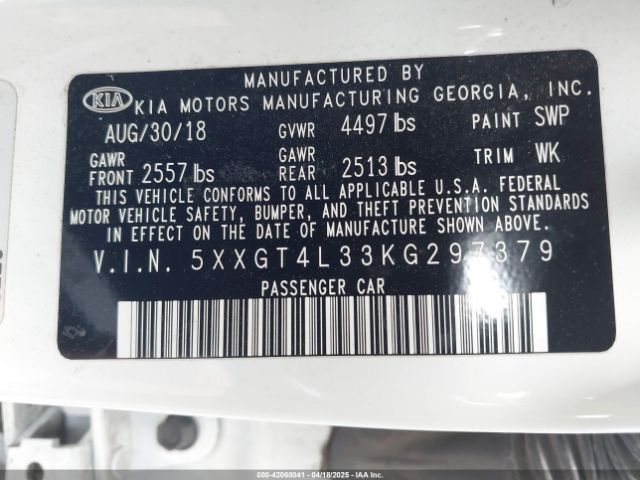 MANUFACTURED BY
KIA KIA MOTORS MANUFACTURING GEORGIA, INC.
AUG/30/18 GVWR 4497 lbs PAINT SWP
GAWR FRONT 2557 lbs GAWR REAR 2513 lbs TRIM WK
THIS VEHICLE CONFORMS TO ALL APPLICABLE U.S.A. FEDERAL
MOTOR VEHICLE SAFETY, BUMPER, AND THEFT PREVENTION STANDARDS
IN EFFECT ON THE DATE OF MANUFACTURE SHOWN ABOVE.
V.I.N. 5XXGT4L33KG297379
PASSENGER CAR
000-42068041 - 04/18/2025 - IAA Inc.